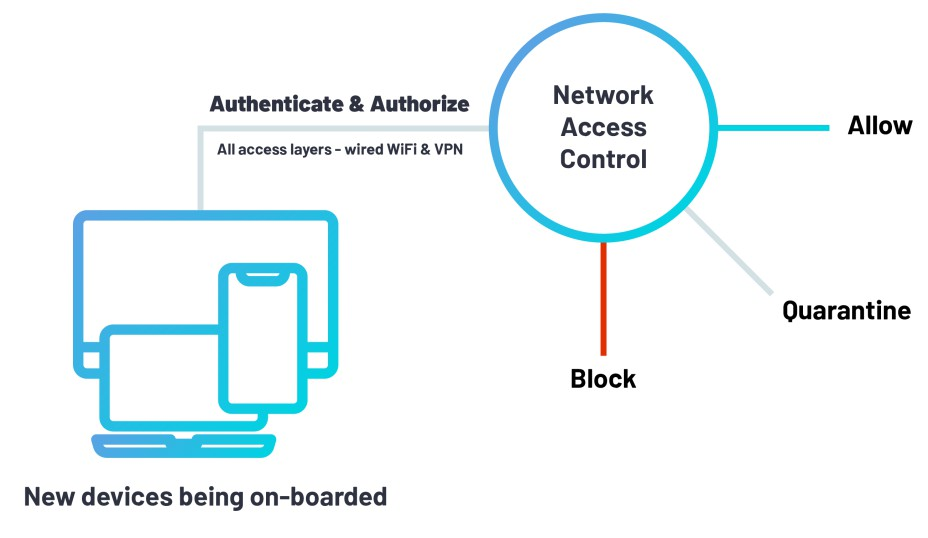 Authenticate & Authorize
All access layers - wired WiFi & VPN
Network
Access
Control
Allow
Quarantine
Block
New devices being on-boarded